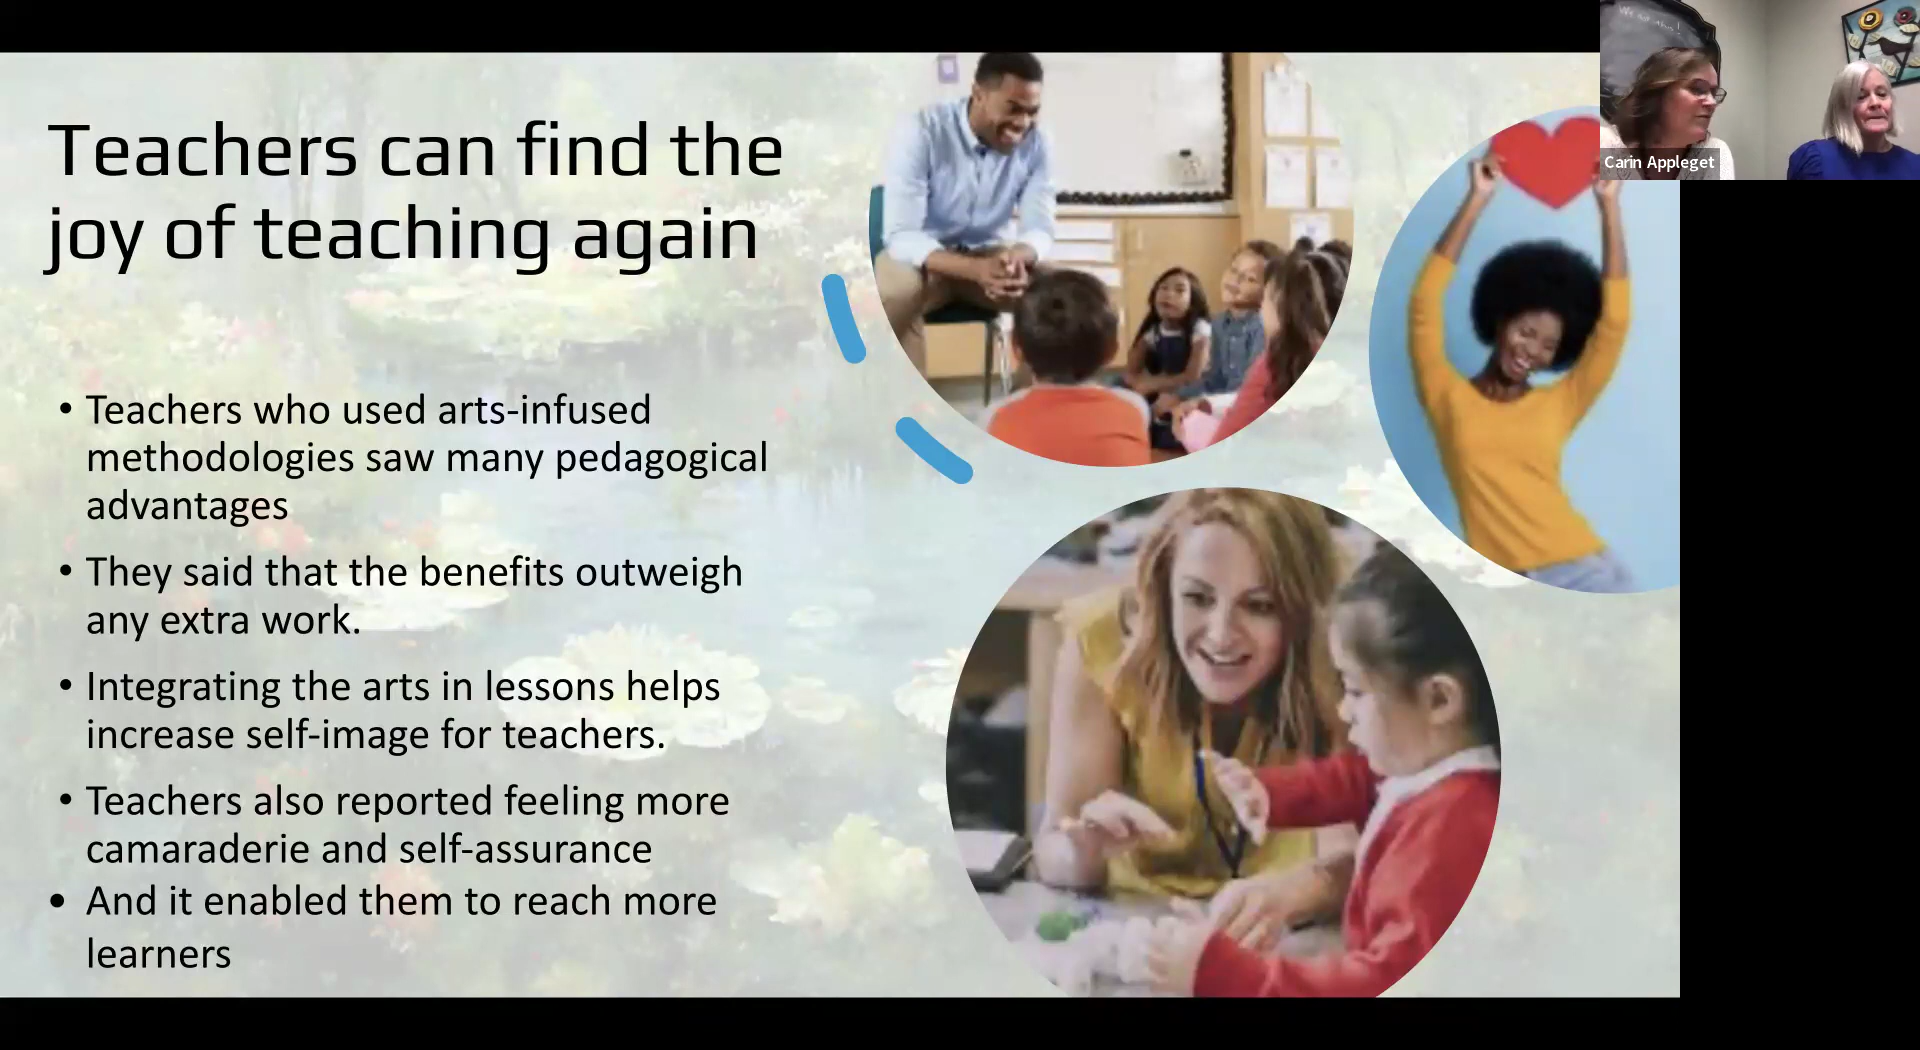 Teachers can find the
joy of teaching again
• Teachers who used arts-infused
methodologies saw many pedagogical
advantages
• They said that the benefits outweigh
any extra work.
• Integrating the arts in lessons helps
increase self-image for teachers.
• Teachers also reported feeling more
camaraderie and self-assurance
• And it enabled them to reach more
learners
Carin Appleget